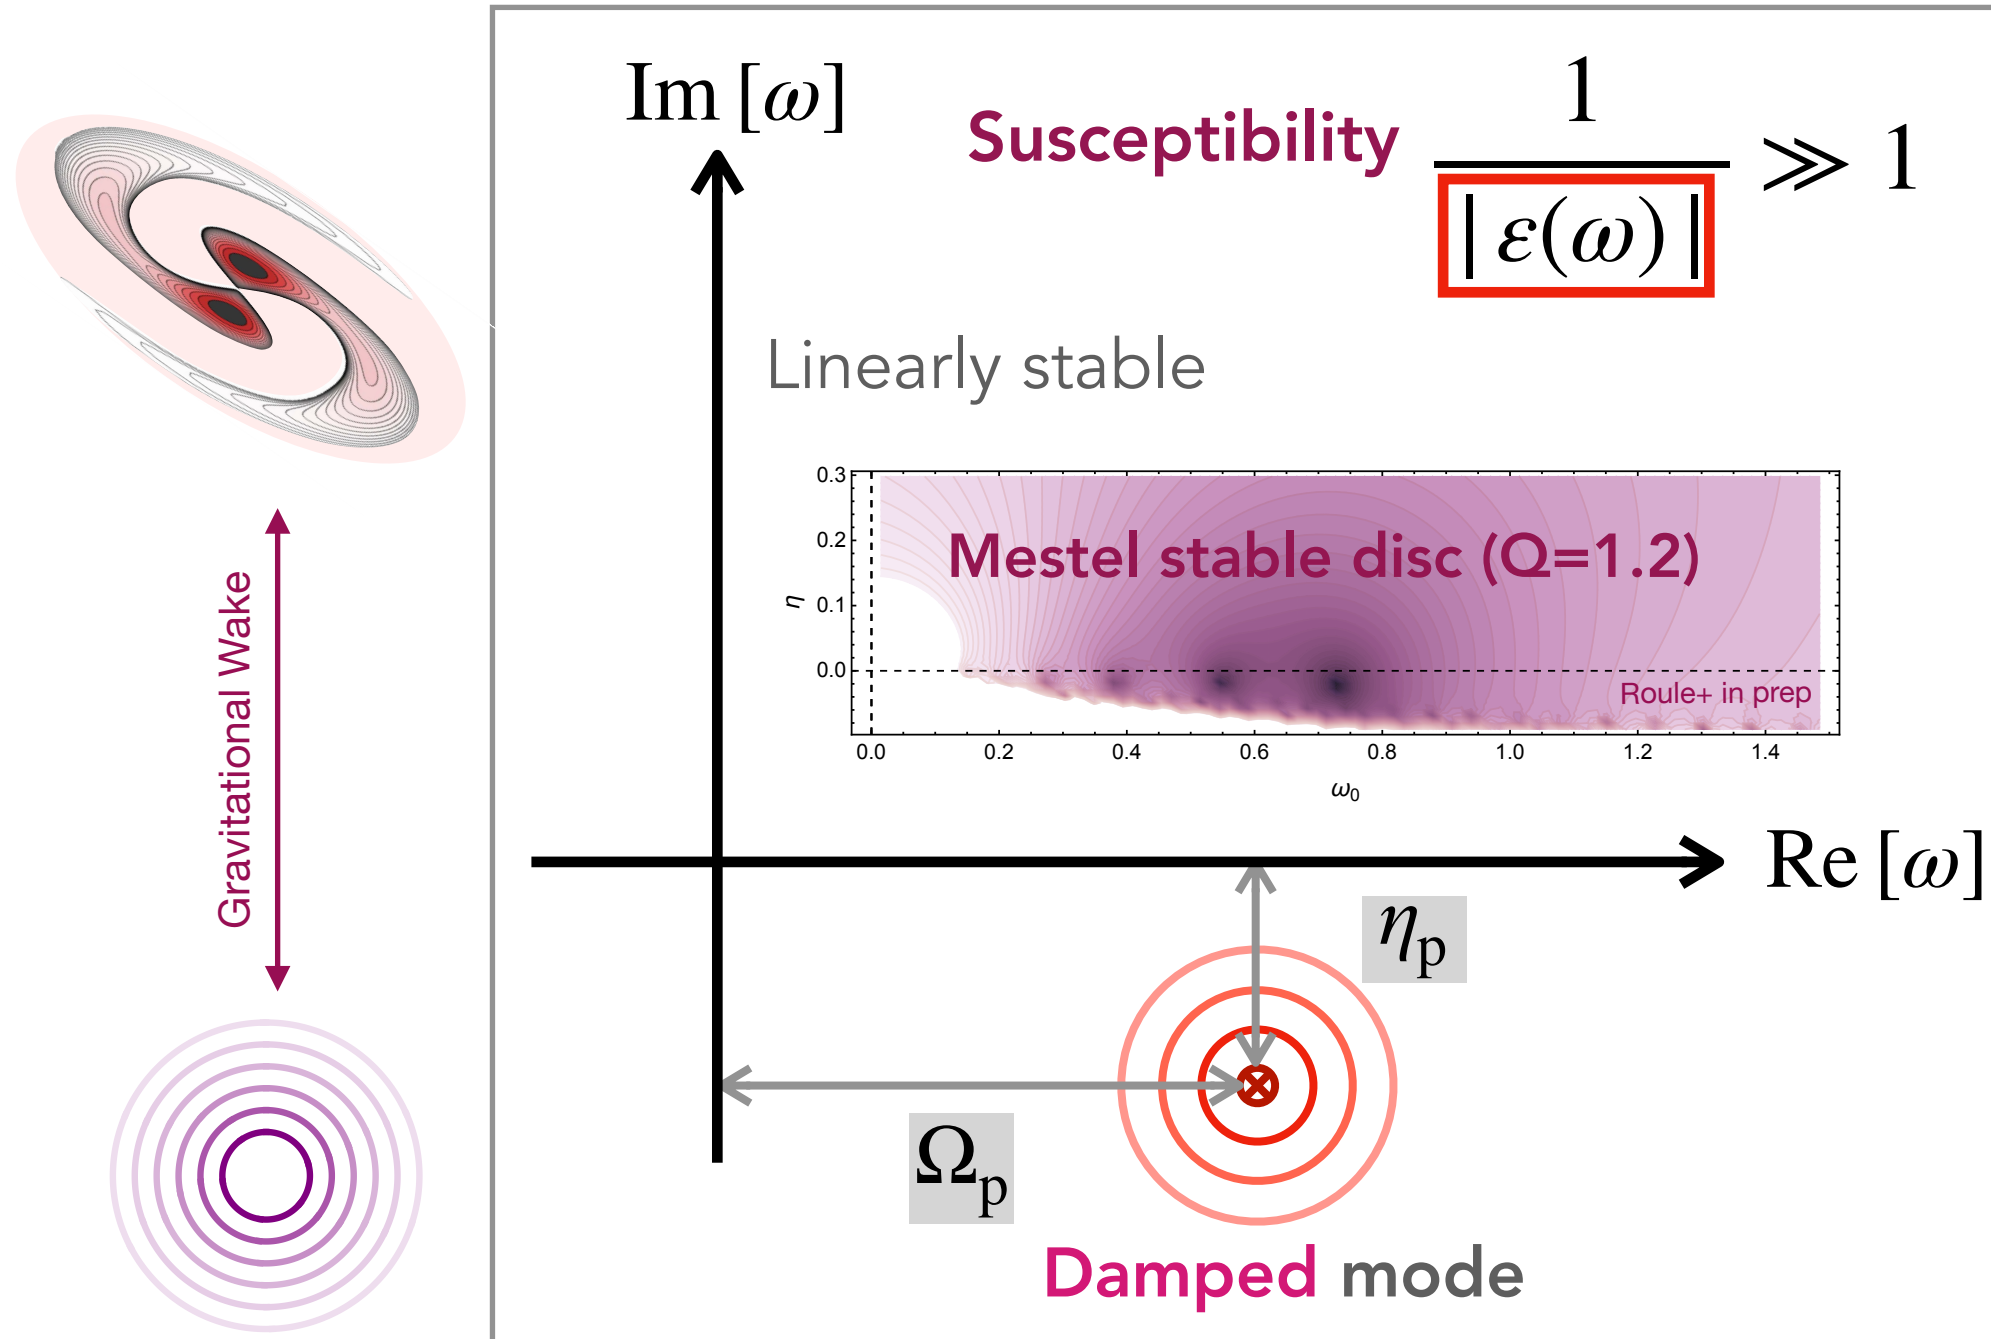 Im [ω]
Susceptibility 1 / | ε(ω) | ≫ 1
Linearly stable
Mestel stable disc (Q=1.2)
0.3
0.2
0.1
0.0
η
Roule+ in prep
0.0 0.2 0.4 0.6 0.8 1.0 1.2 1.4
ω₀
Gravitational Wake
Re [ω]
ηₚ
Ωₚ
Damped mode